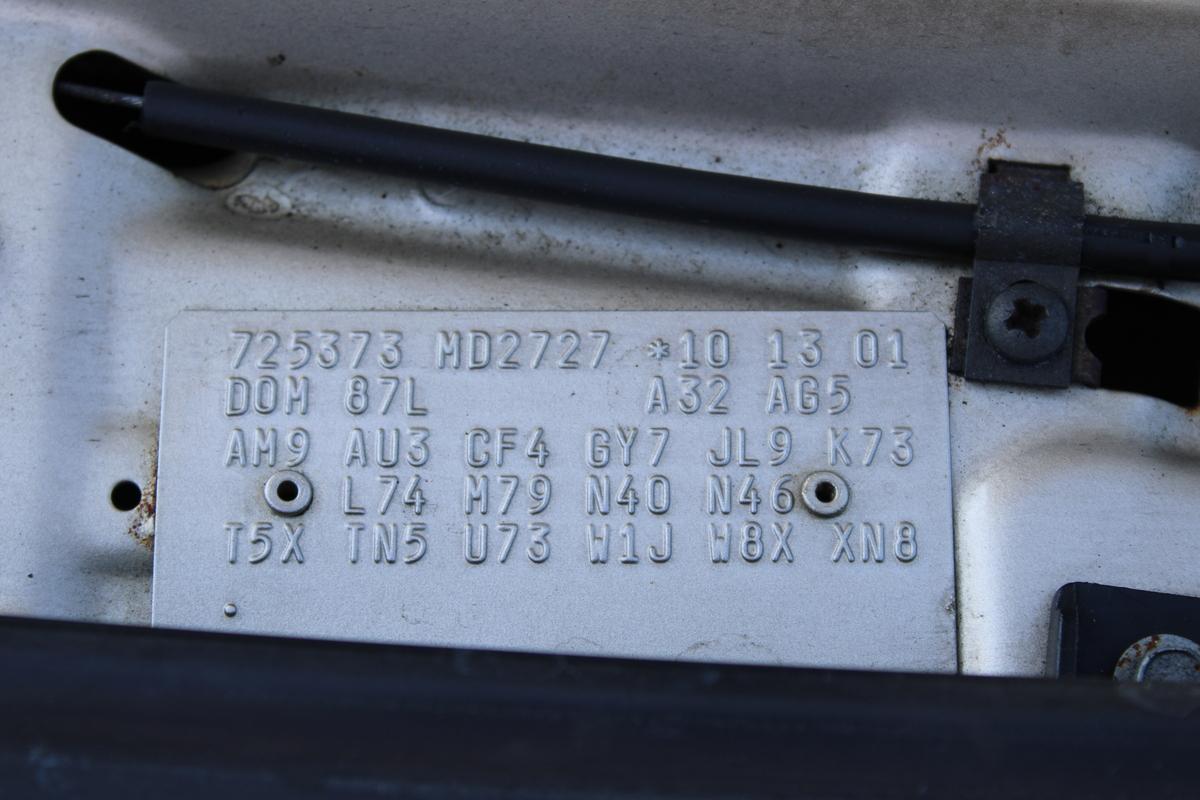 725373 MD2727 *10 13 01
DOM 87L A32 AG5
AM9 AU3 CF4 GY7 JL9 K73
L74 M79 N40 N46
T5X TN5 U73 W1J W8X XN8